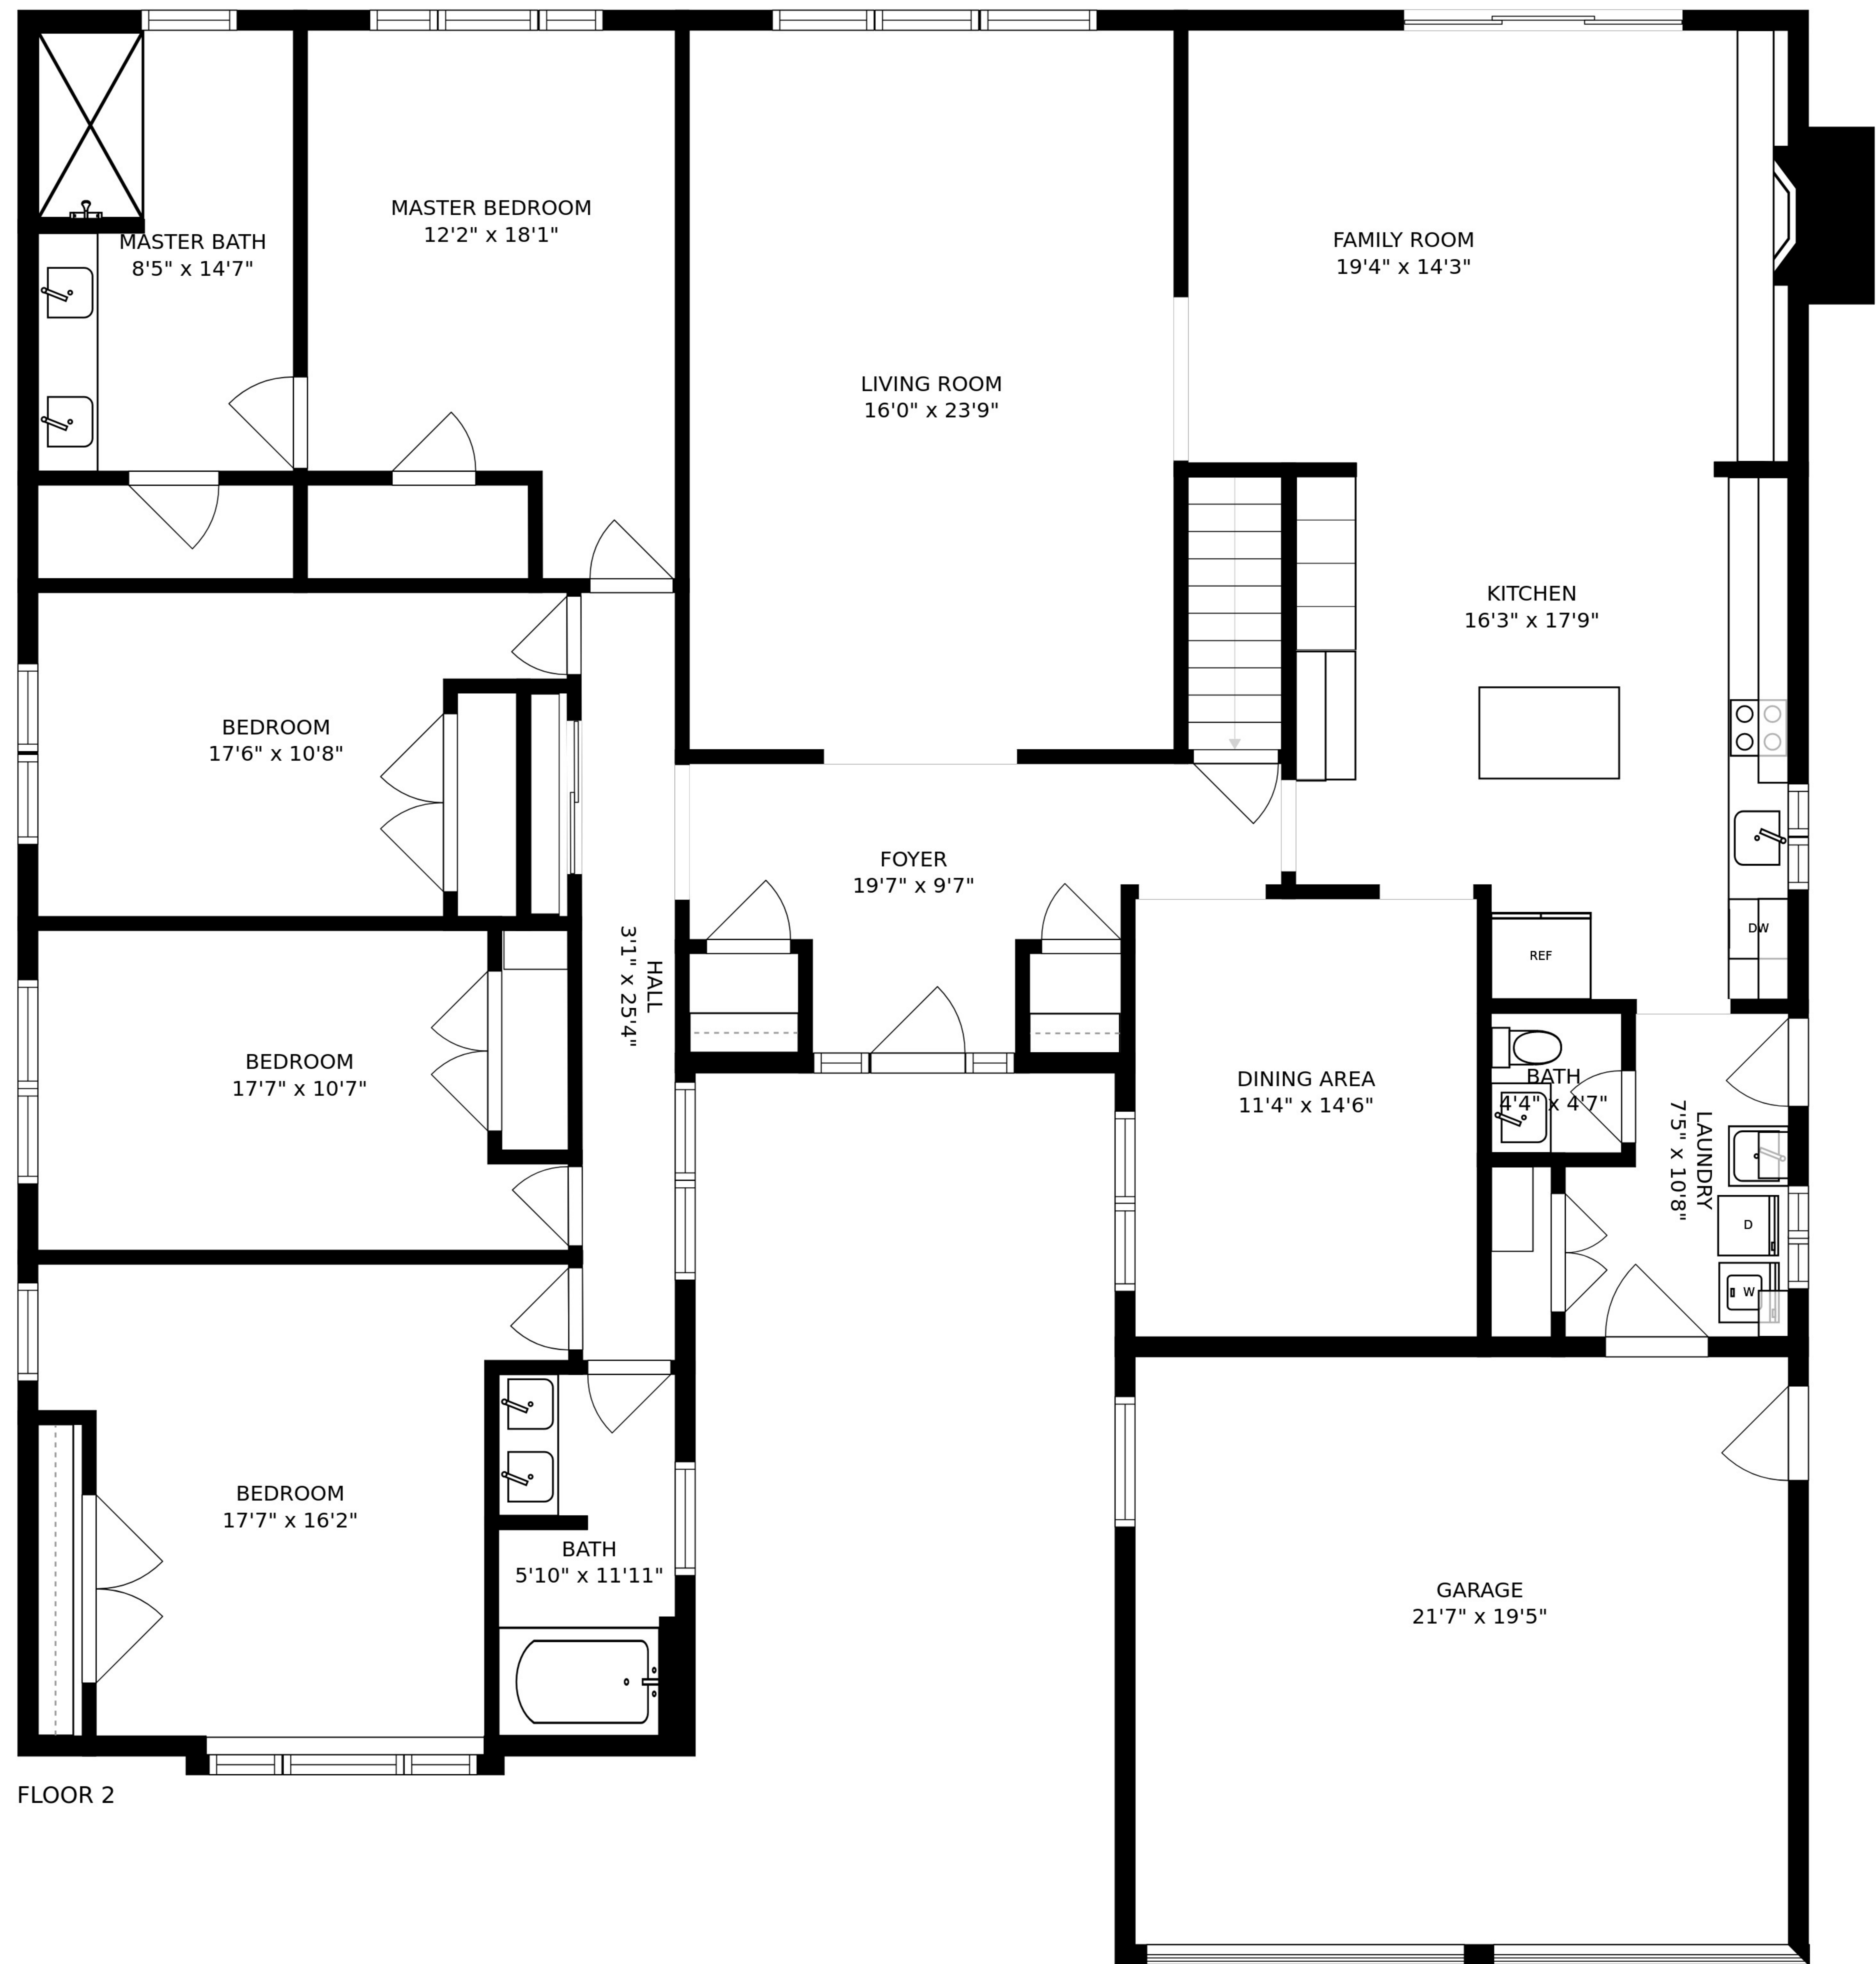 MASTER BEDROOM
12'2" x 18'1"
MASTER BATH
8'5" x 14'7"
FAMILY ROOM
19'4" x 14'3"
LIVING ROOM
16'0" x 23'9"
KITCHEN
16'3" x 17'9"
BEDROOM
17'6" x 10'8"
FOYER
19'7" x 9'7"
DW
REF
HALL
3'1" x 25'4"
BEDROOM
17'7" x 10'7"
DINING AREA
11'4" x 14'6"
BATH
4'4" x 4'7"
LAUNDRY
7'5" x 10'8"
D
W
BEDROOM
17'7" x 16'2"
BATH
5'10" x 11'11"
GARAGE
21'7" x 19'5"
FLOOR 2